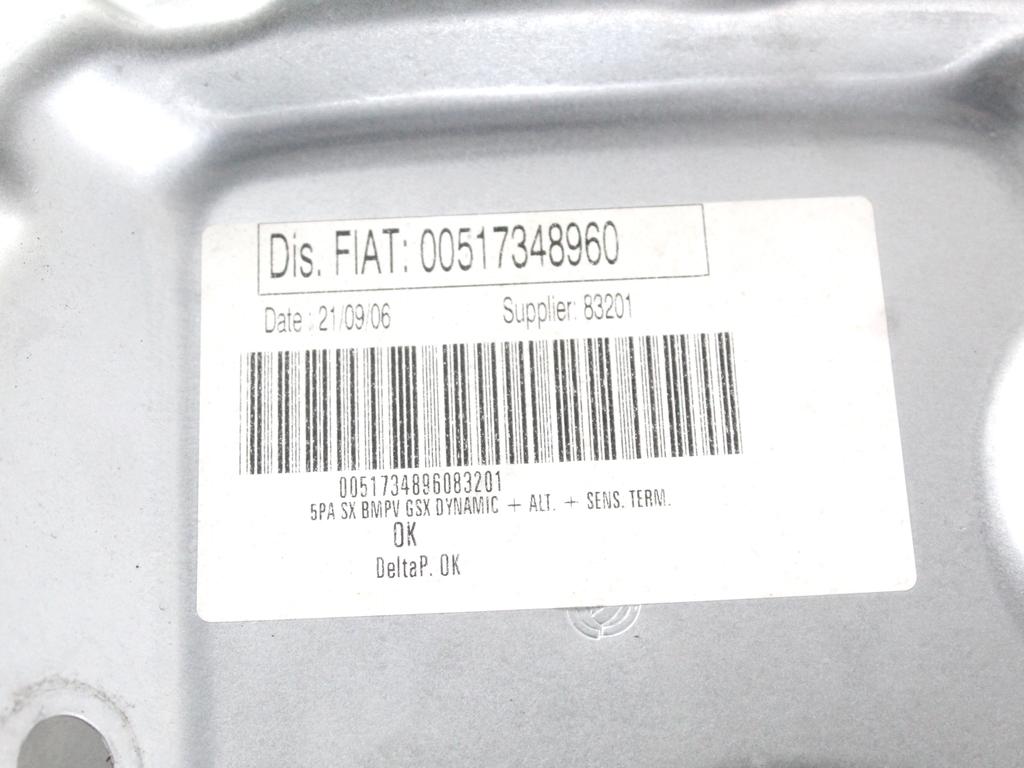 Dis. FIAT: 00517348960
Date : 21/09/06 Supplier: 83201
0051734896083201
5PA SX BMPV GSX DYNAMIC + ALT. + SENS. TERM.
OK
DeltaP. OK